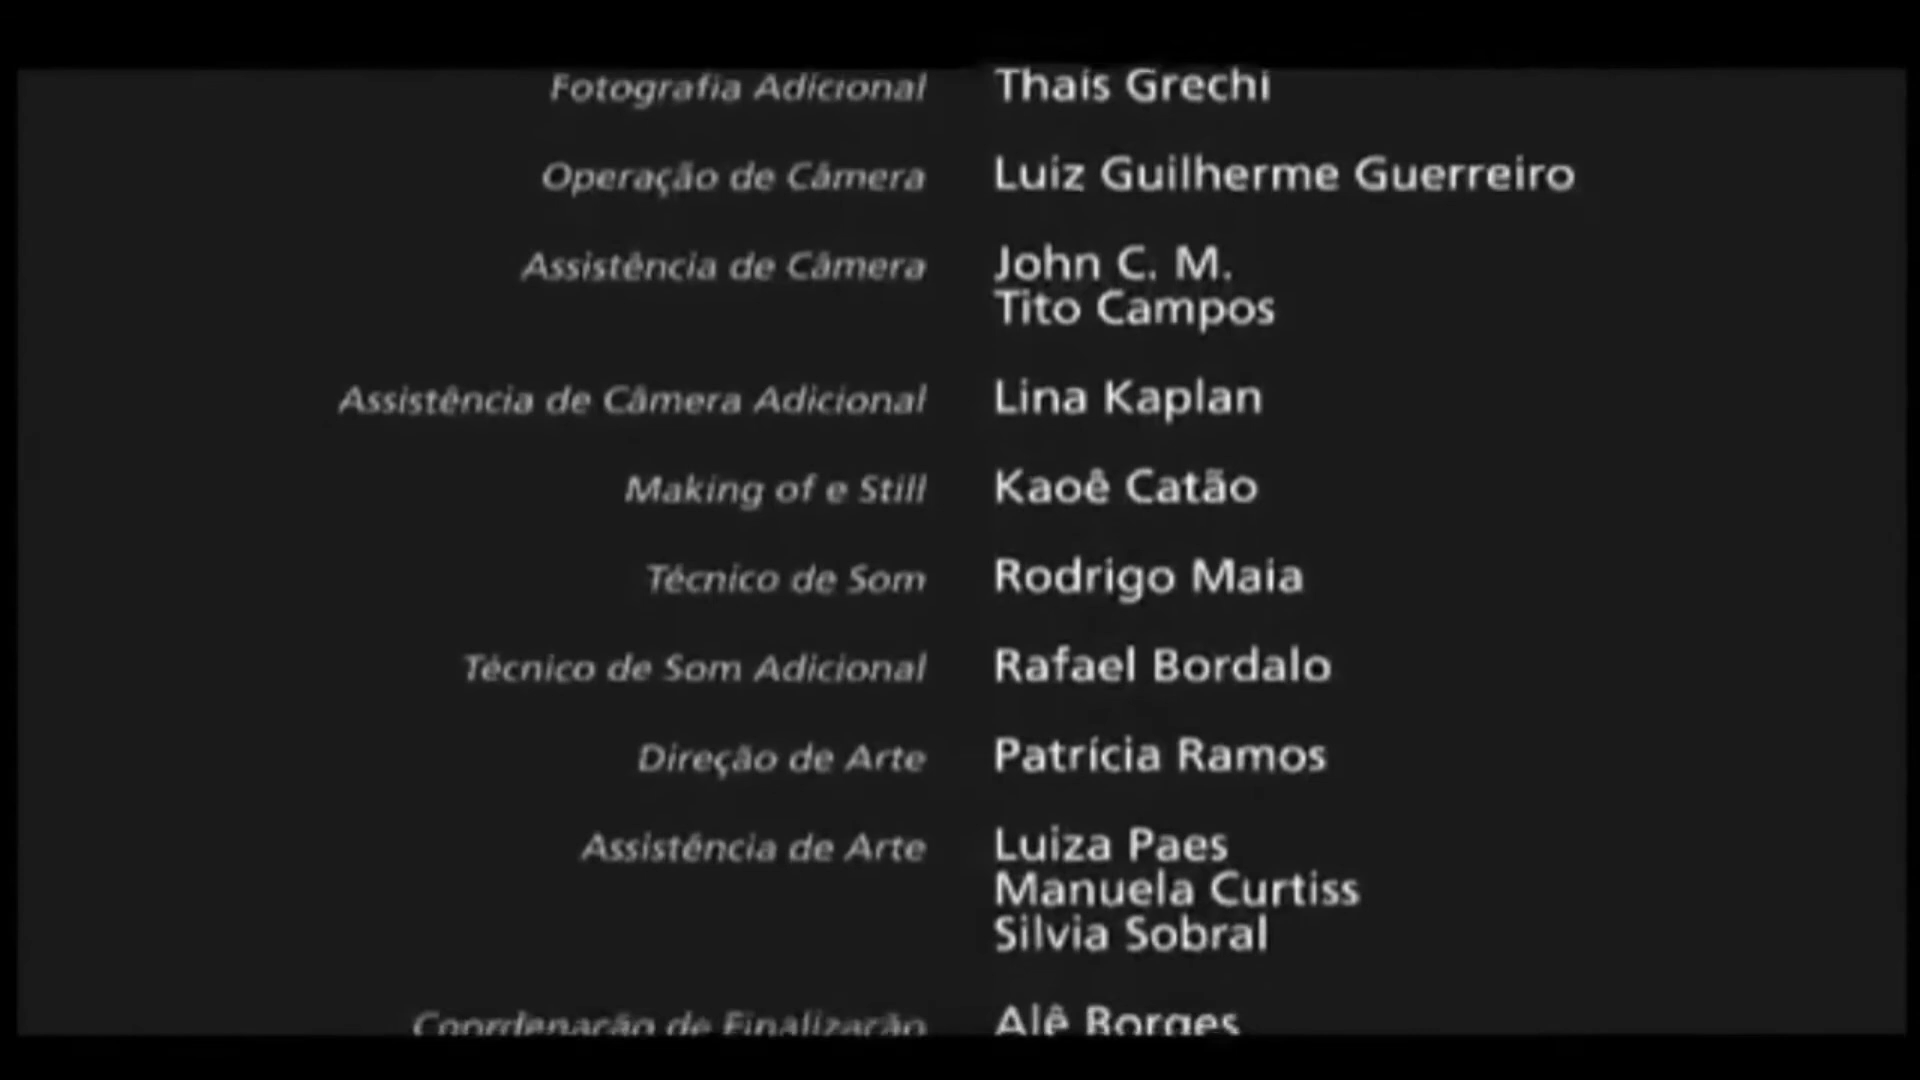 Fotografia Adicional Thaís Grechi
Operação de Câmera Luiz Guilherme Guerreiro
Assistência de Câmera John C. M.
Tito Campos
Assistência de Câmera Adicional Lina Kaplan
Making of e Still Kaoê Catão
Técnico de Som Rodrigo Maia
Técnico de Som Adicional Rafael Bordalo
Direção de Arte Patrícia Ramos
Assistência de Arte Luiza Paes
Manuela Curtiss
Silvia Sobral
Coordenação de Finalização Alê Borges